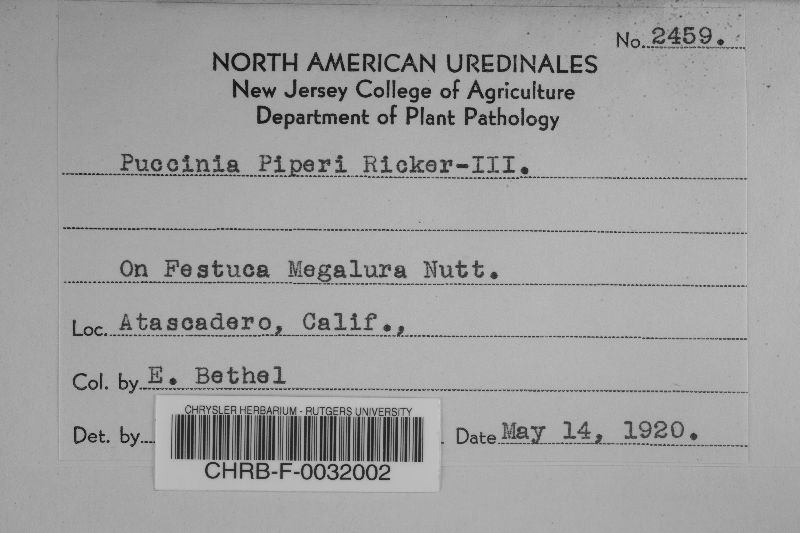 No. 2459.
NORTH AMERICAN UREDINALES
New Jersey College of Agriculture
Department of Plant Pathology
Puccinia Piperi Ricker-III.
On Festuca Megalura Nutt.
Loc. Atascadero, Calif.,
Col. by E. Bethel
Det. by Date May 14, 1920.
CHRYSLER HERBARIUM - RUTGERS UNIVERSITY
CHRB-F-0032002